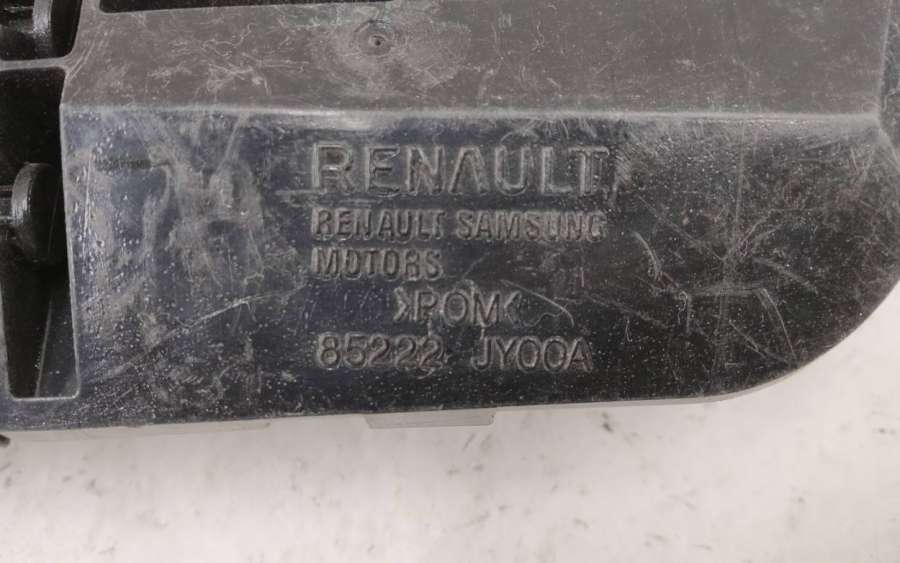 RENAULT
RENAULT SAMSUNG
MOTORS
>POM<
85222 JY00A